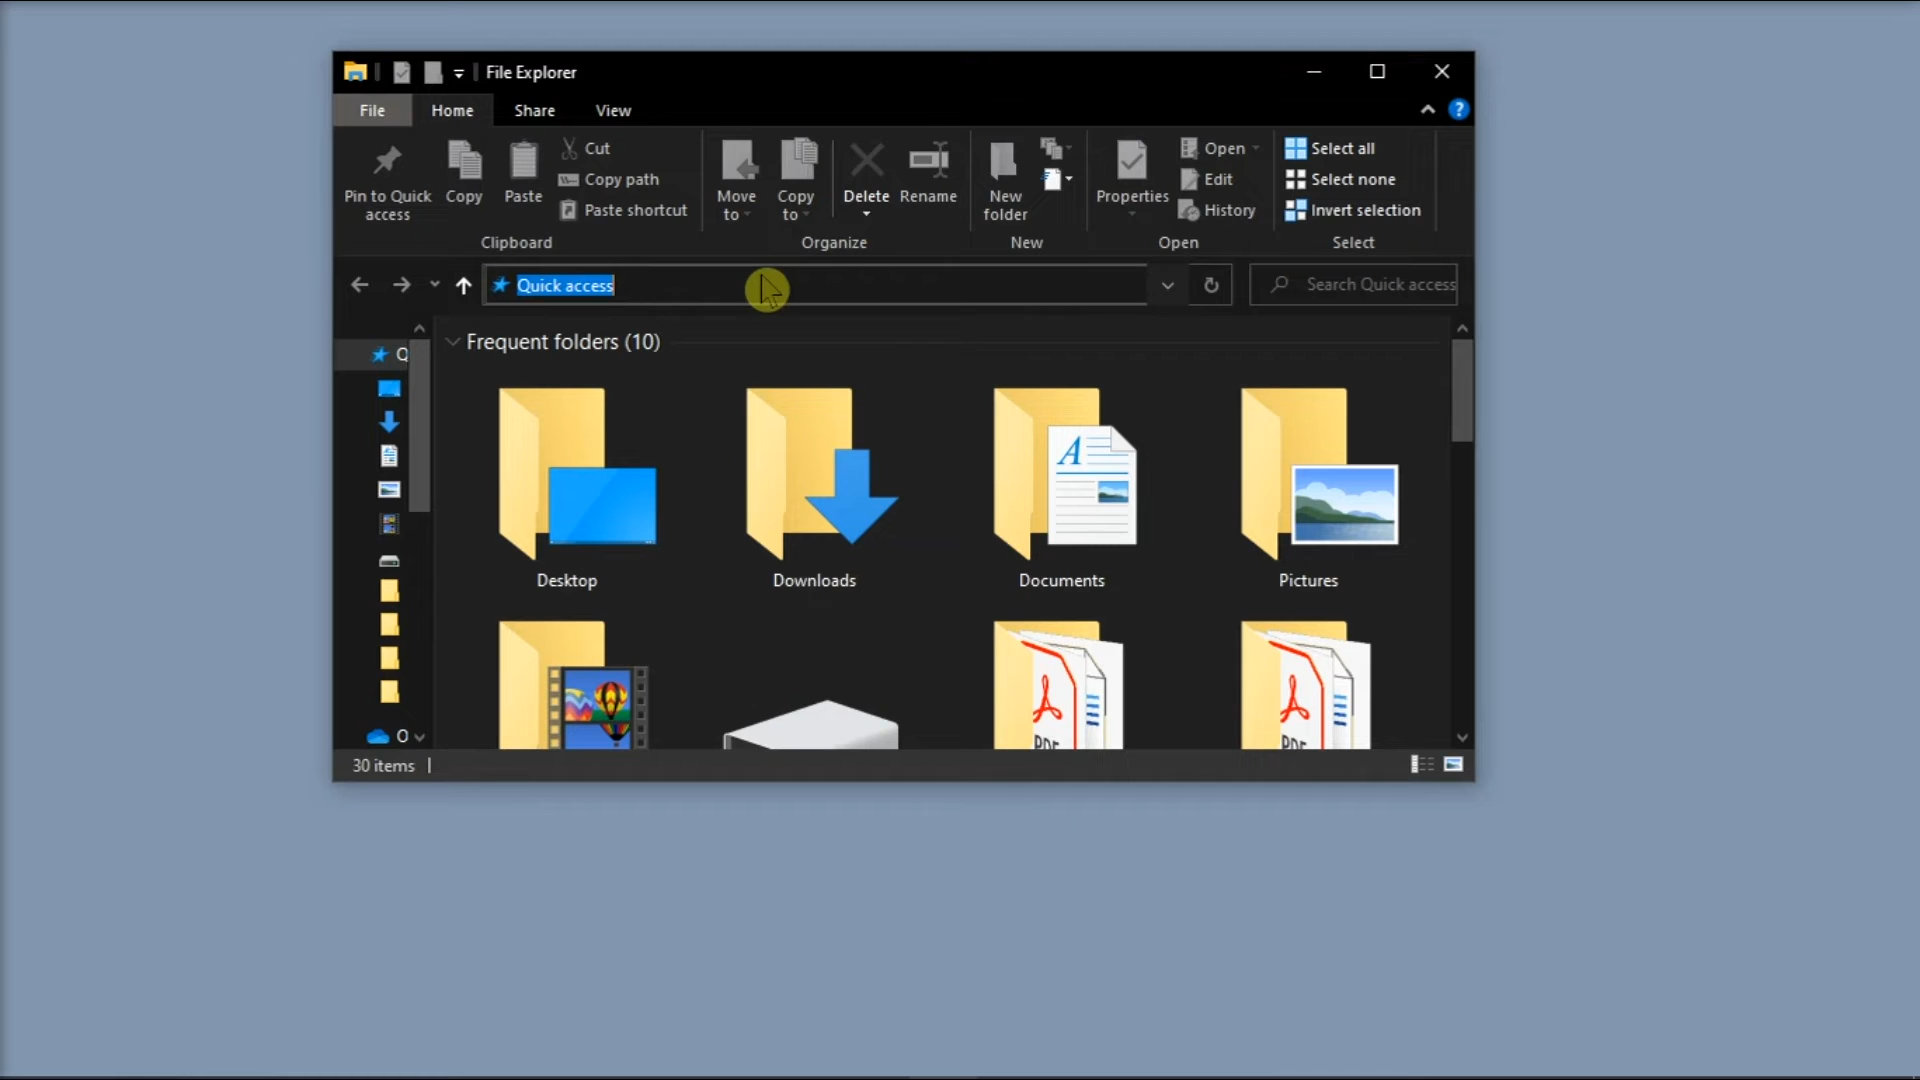 File Explorer
File Home Share View
Pin to Quick access
Copy
Paste
Cut
Copy path
Paste shortcut
Clipboard
Move to
Copy to
Delete
Rename
Organize
New folder
New
Properties
Open
Edit
History
Open
Select all
Select none
Invert selection
Select
Quick access
Search Quick access
Q
Frequent folders (10)
Desktop
Downloads
Documents
Pictures
A
PDF
PDF
O
30 items